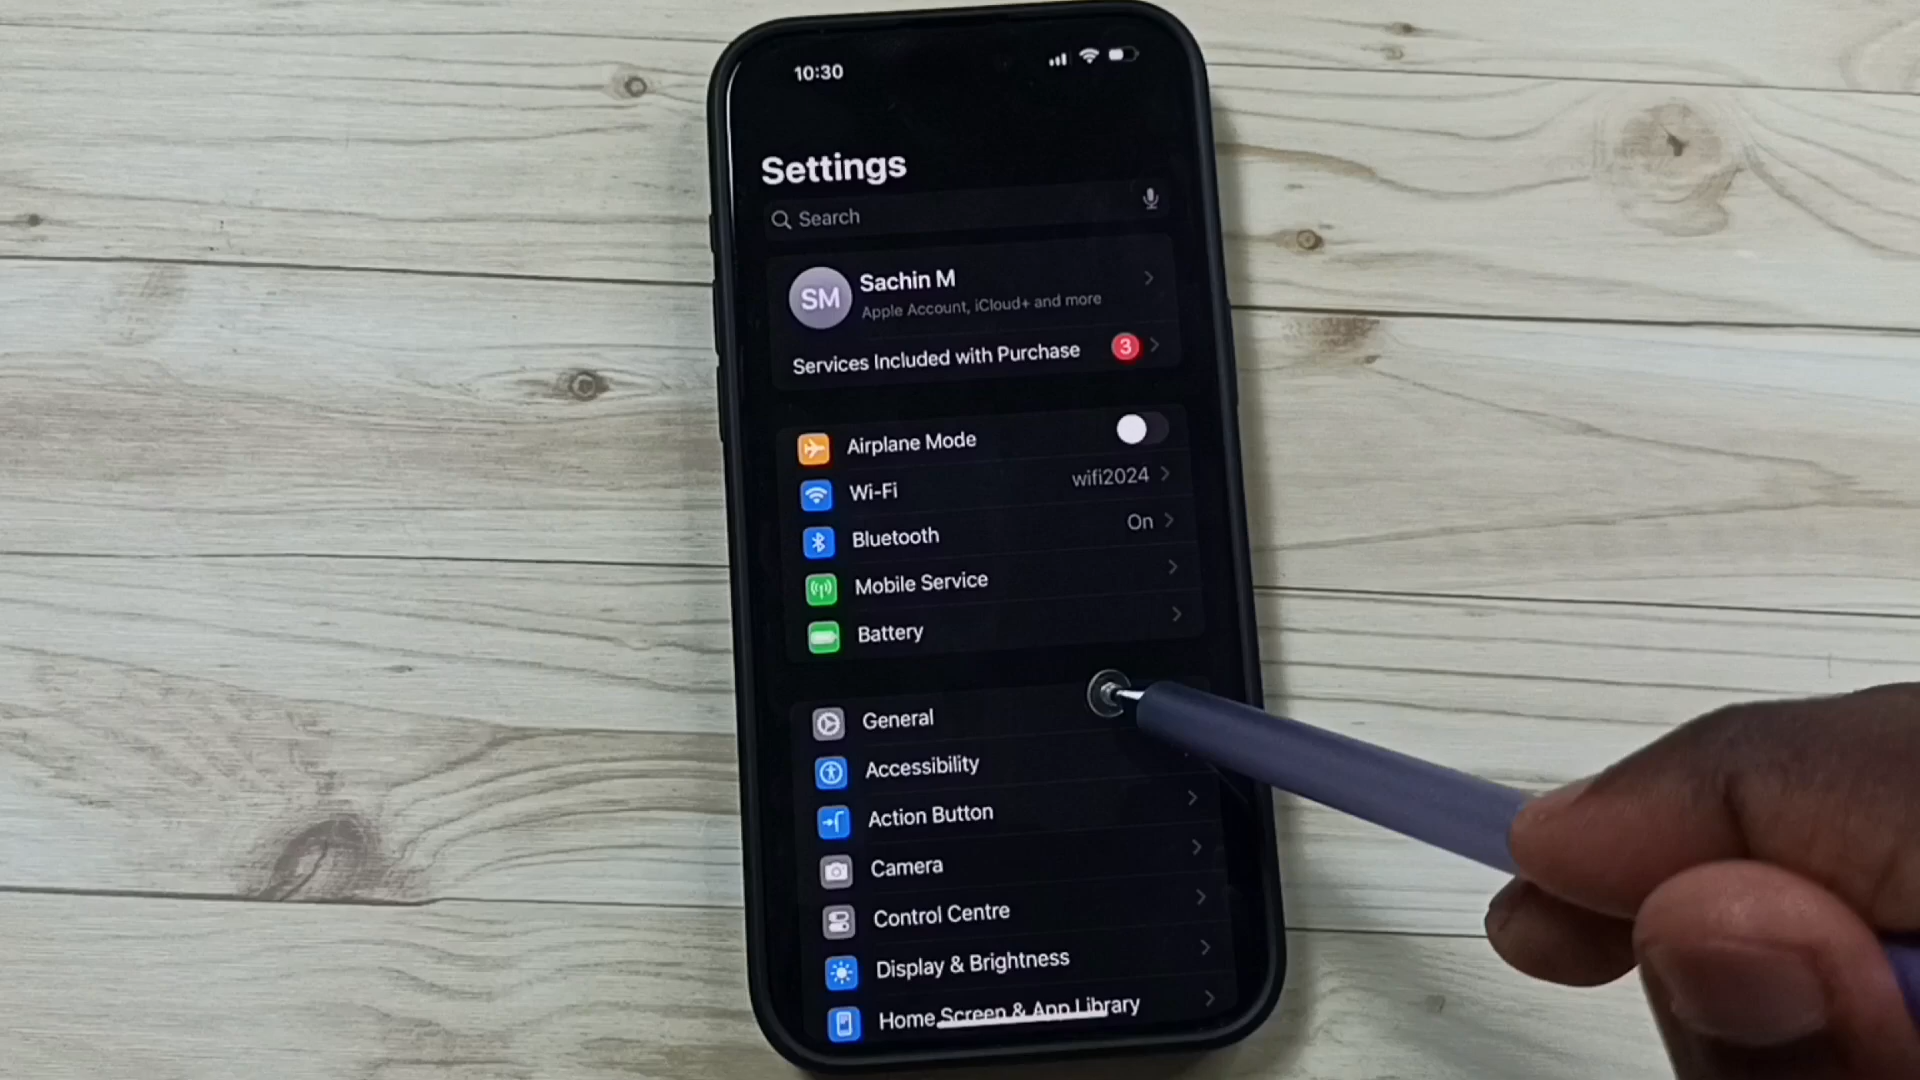 10:30
Settings
Search
SM
Sachin M
Apple Account, iCloud+ and more
Services Included with Purchase 3
Airplane Mode
Wi-Fi wifi2024
Bluetooth On
Mobile Service
Battery
General
Accessibility
Action Button
Camera
Control Centre
Display & Brightness
Home Screen & App Library